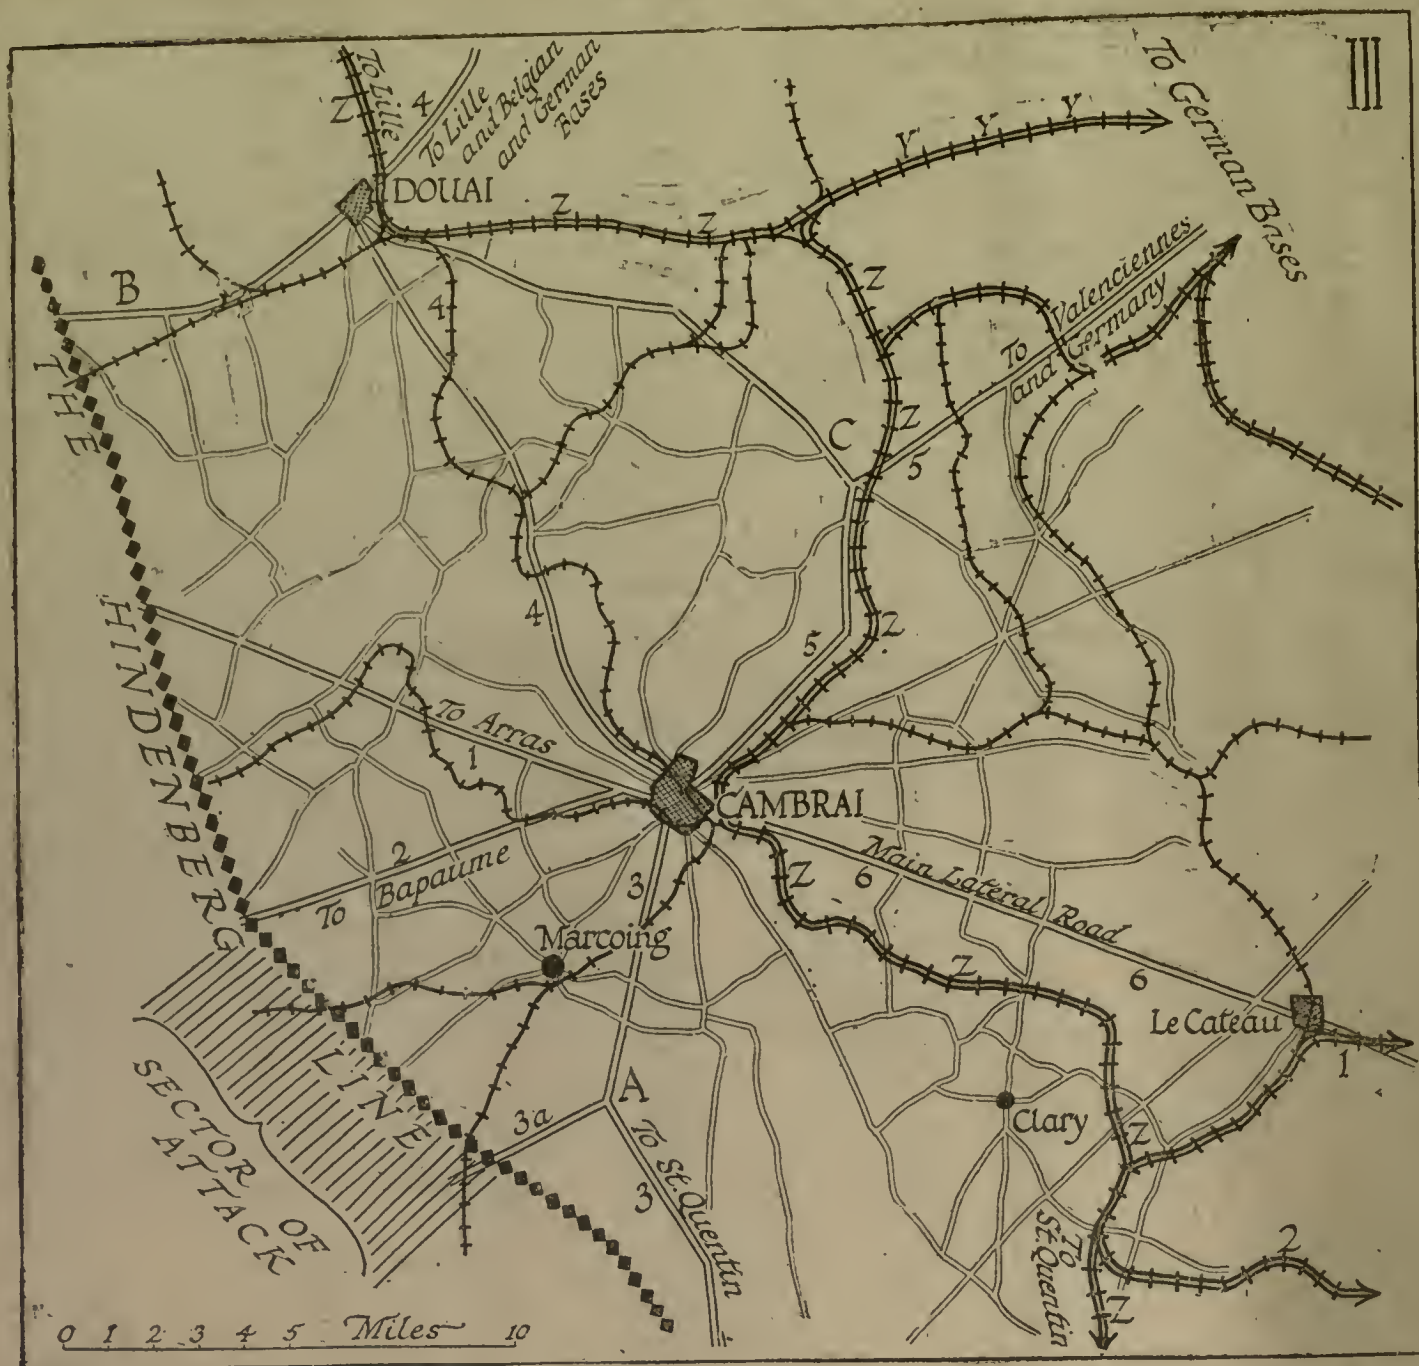 III
To Lille
Z
4
To Lille
and Belgian
and German
Bases
To German Bases
Y Y Y
DOUAI
Z Z
B
4
Z
To Valenciennes
and Germany
THE HINDENBERG LINE
Z
C
5
4
Z
5
To Arras
1
CAMBRAI
2
To Bapaume
3
Z
Main Lateral Road
6
6
Marcoing
Z
Le Cateau
1
SECTOR
OF
ATTACK
A
3a
Clary
To St. Quentin
3
Z
To
St. Quentin
2
Z
0 1 2 3 4 5 Miles 10